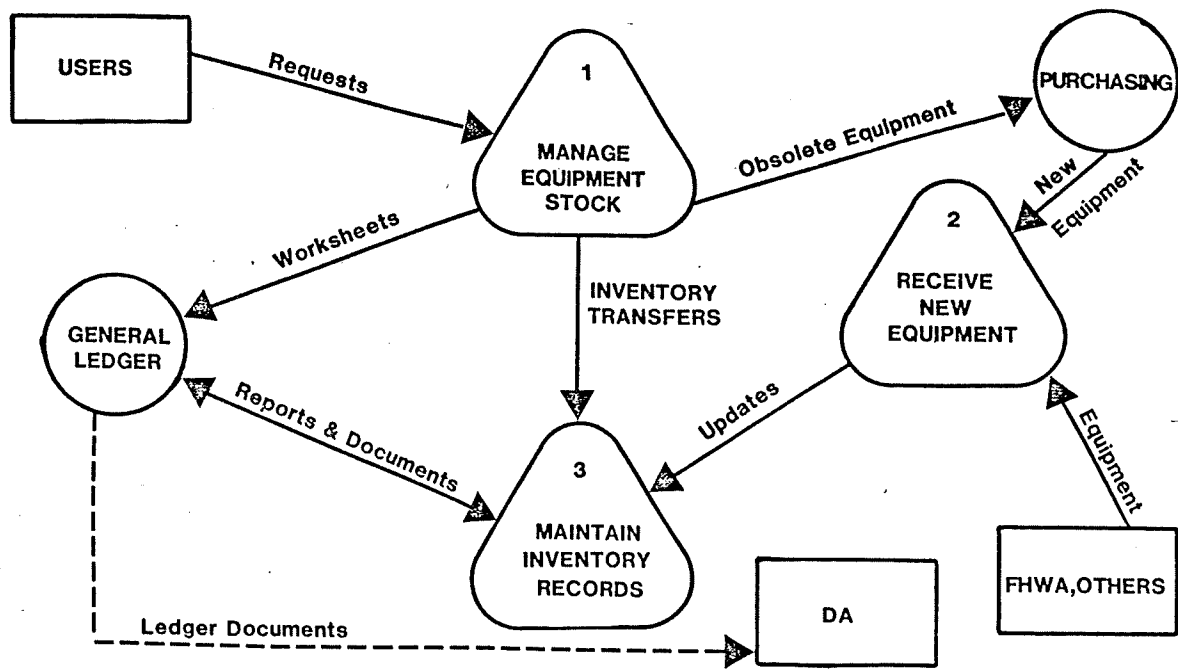 USERS
Requests
1
MANAGE
EQUIPMENT
STOCK
Obsolete Equipment
PURCHASING
New
Equipment
2
RECEIVE
NEW
EQUIPMENT
Worksheets
INVENTORY
TRANSFERS
GENERAL
LEDGER
Reports & Documents
Updates
Equipment
3
MAINTAIN
INVENTORY
RECORDS
FHWA,OTHERS
DA
Ledger Documents